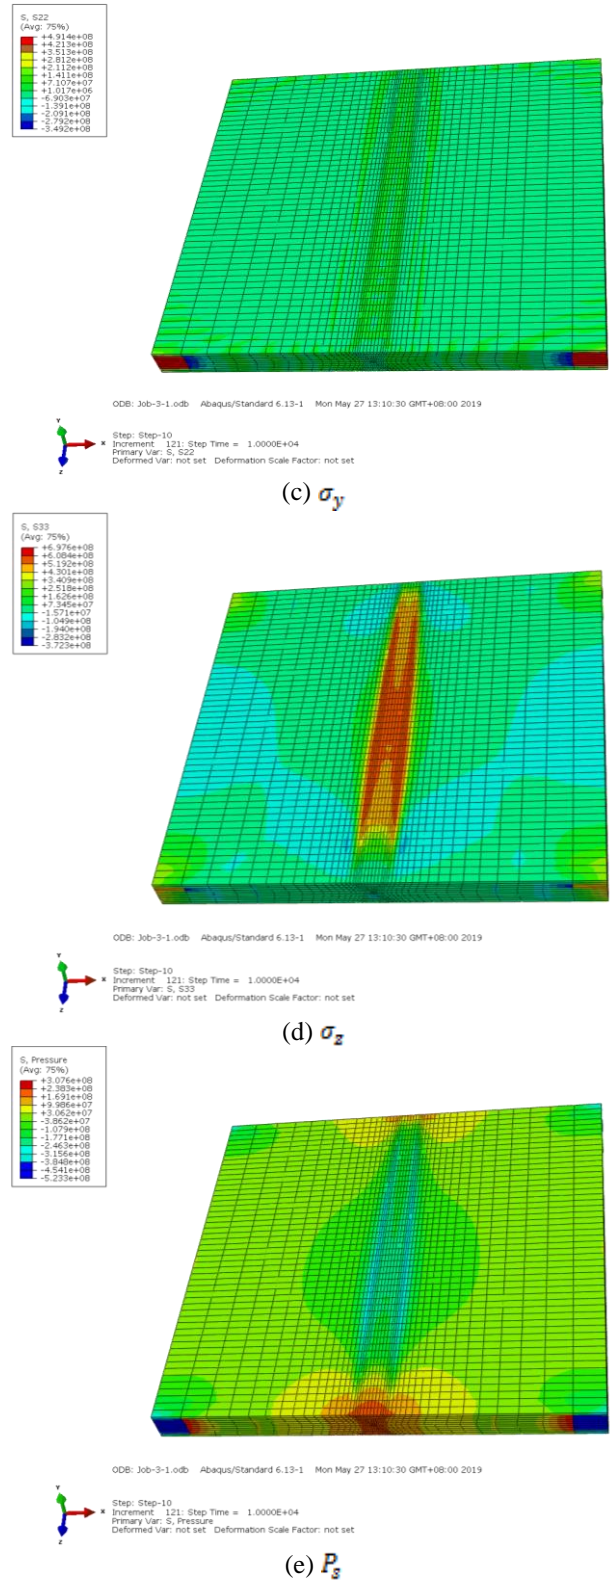 S, S22
(Avg: 75%)
+4.914e+08
+4.213e+08
+3.513e+08
+2.812e+08
+2.112e+08
+1.411e+08
+7.107e+07
+1.017e+06
-6.903e+07
-1.391e+08
-2.091e+08
-2.792e+08
-3.492e+08
ODB: Job-3-1.odb Abaqus/Standard 6.13-1 Mon May 27 13:10:30 GMT+08:00 2019
Y
X
Z
Step: Step-10
Increment 121: Step Time = 1.0000E+04
Primary Var: S, S22
Deformed Var: not set Deformation Scale Factor: not set
(c) σy
S, S33
(Avg: 75%)
+6.976e+08
+6.084e+08
+5.192e+08
+4.301e+08
+3.409e+08
+2.518e+08
+1.626e+08
+7.345e+07
-1.571e+07
-1.049e+08
-1.940e+08
-2.832e+08
-3.723e+08
ODB: Job-3-1.odb Abaqus/Standard 6.13-1 Mon May 27 13:10:30 GMT+08:00 2019
Y
X
Z
Step: Step-10
Increment 121: Step Time = 1.0000E+04
Primary Var: S, S33
Deformed Var: not set Deformation Scale Factor: not set
(d) σz
S, Pressure
(Avg: 75%)
+3.076e+08
+2.383e+08
+1.691e+08
+9.986e+07
+3.062e+07
-3.862e+07
-1.079e+08
-1.771e+08
-2.463e+08
-3.156e+08
-3.848e+08
-4.541e+08
-5.233e+08
ODB: Job-3-1.odb Abaqus/Standard 6.13-1 Mon May 27 13:10:30 GMT+08:00 2019
Y
X
Z
Step: Step-10
Increment 121: Step Time = 1.0000E+04
Primary Var: S, Pressure
Deformed Var: not set Deformation Scale Factor: not set
(e) Ps